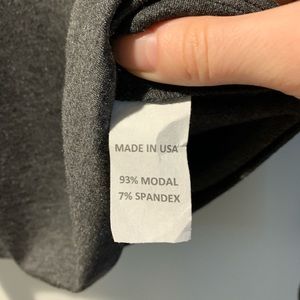 MADE IN USA
93% MODAL
7% SPANDEX